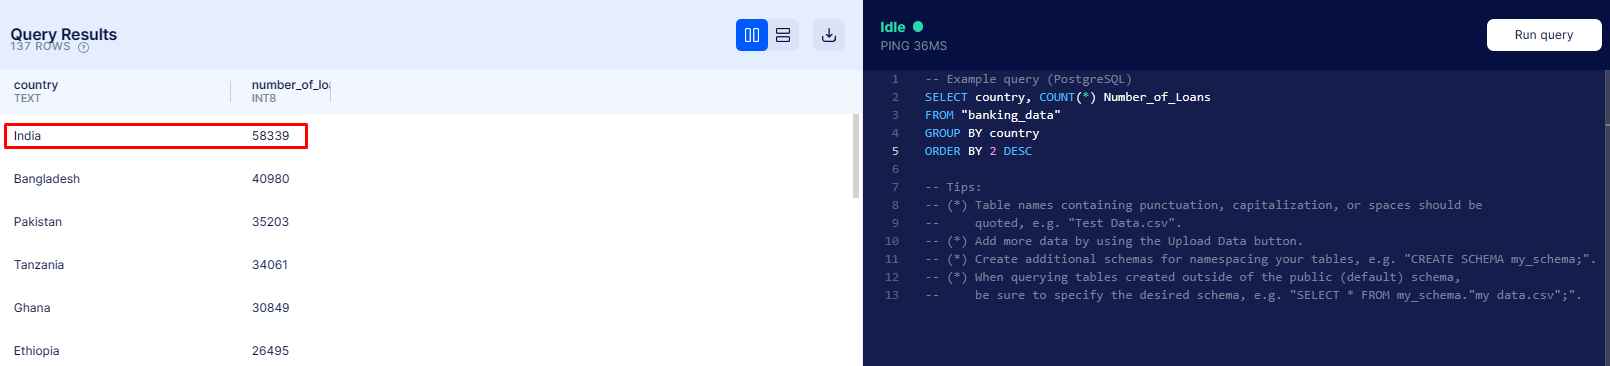 Query Results
137 ROWS ?
country
TEXT
number_of_loa
INT8
India 58339
Bangladesh 40980
Pakistan 35203
Tanzania 34061
Ghana 30849
Ethiopia 26495
Idle
PING 36MS
Run query
1 -- Example query (PostgreSQL)
2 SELECT country, COUNT(*) Number_of_Loans
3 FROM "banking_data"
4 GROUP BY country
5 ORDER BY 2 DESC
6
7 -- Tips:
8 -- (*) Table names containing punctuation, capitalization, or spaces should be
9 --     quoted, e.g. "Test Data.csv".
10 -- (*) Add more data by using the Upload Data button.
11 -- (*) Create additional schemas for namespacing your tables, e.g. "CREATE SCHEMA my_schema;".
12 -- (*) When querying tables created outside of the public (default) schema,
13 --     be sure to specify the desired schema, e.g. "SELECT * FROM my_schema."my data.csv";".